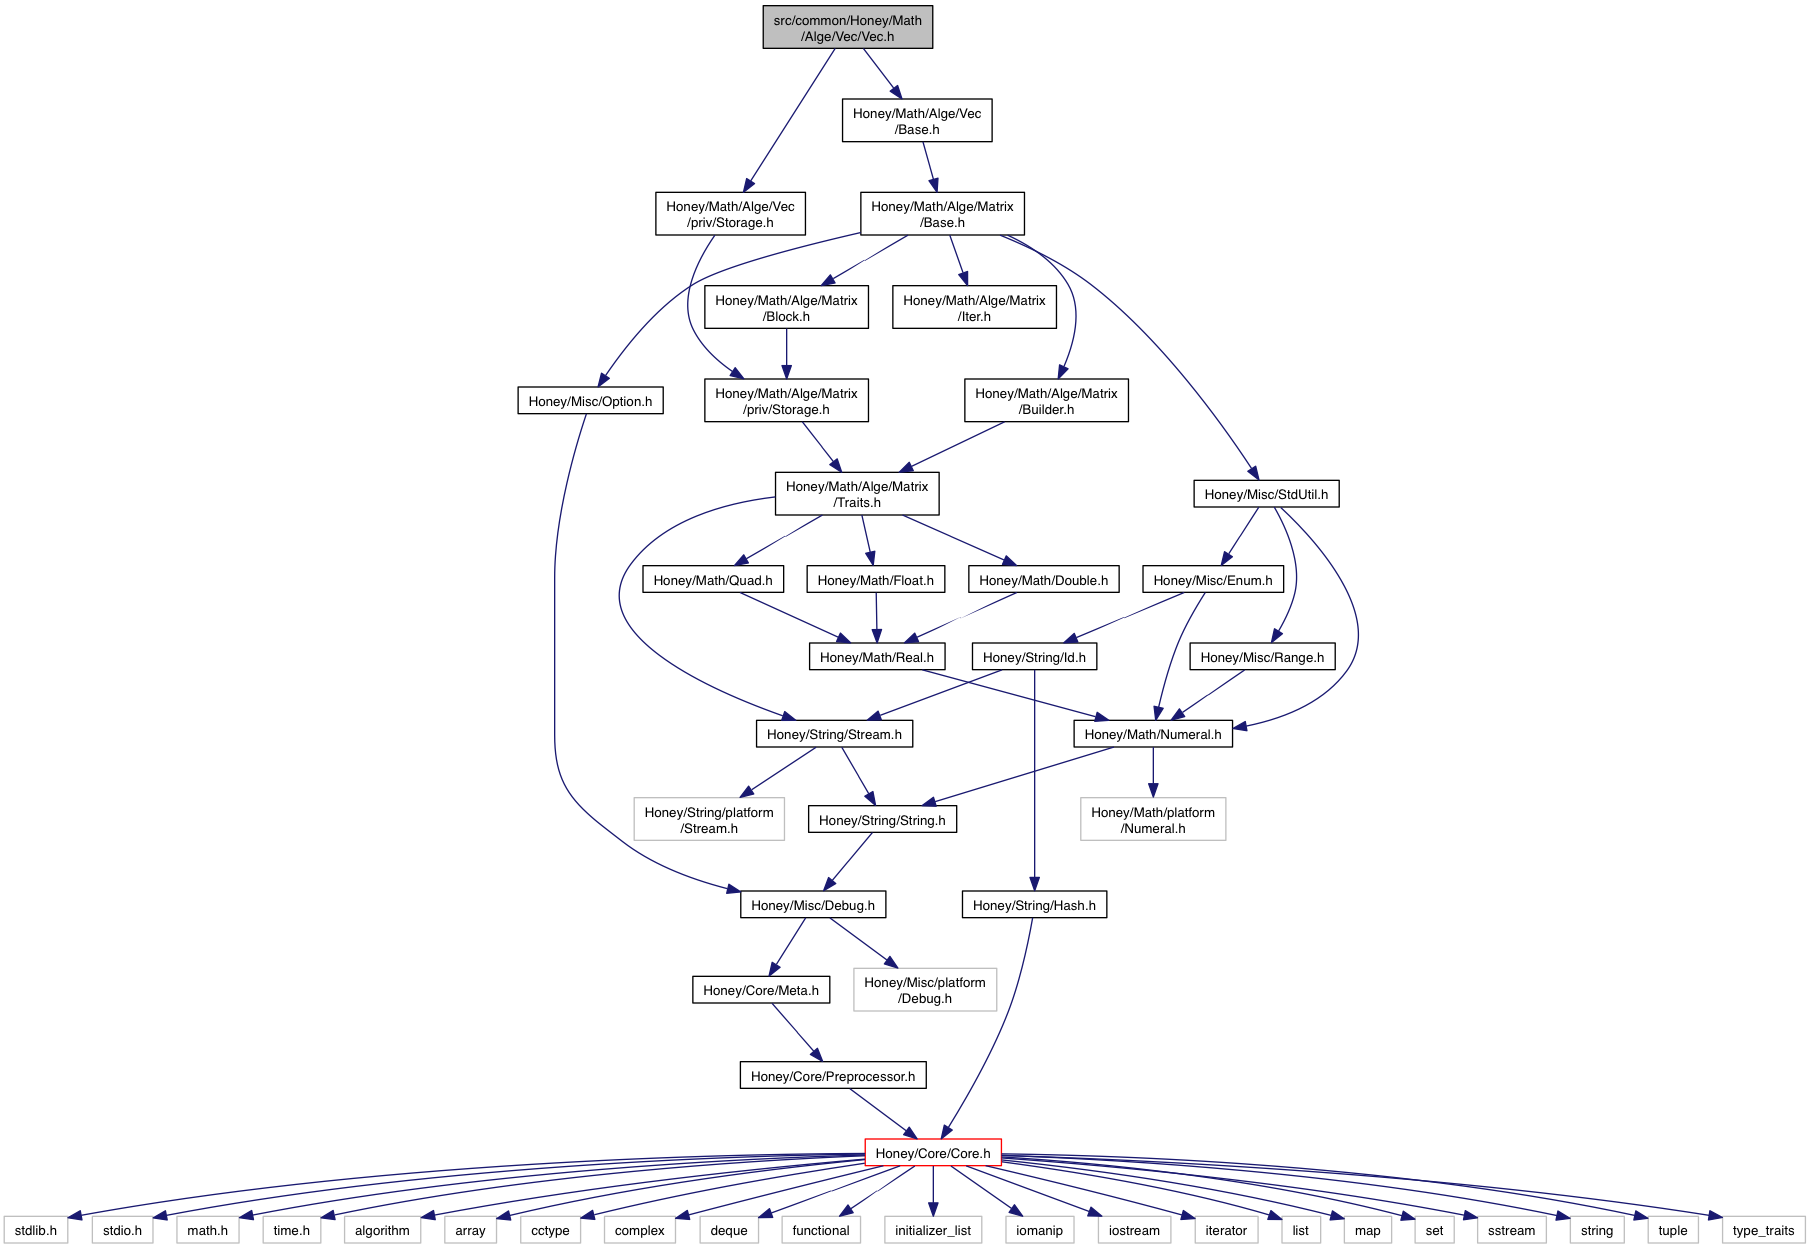 src/common/Honey/Math
/Alge/Vec/Vec.h
Honey/Math/Alge/Vec
/Base.h
Honey/Math/Alge/Vec
/priv/Storage.h
Honey/Math/Alge/Matrix
/Base.h
Honey/Math/Alge/Matrix
/Block.h
Honey/Math/Alge/Matrix
/Iter.h
Honey/Misc/Option.h
Honey/Math/Alge/Matrix
/priv/Storage.h
Honey/Math/Alge/Matrix
/Builder.h
Honey/Math/Alge/Matrix
/Traits.h
Honey/Misc/StdUtil.h
Honey/Math/Quad.h
Honey/Math/Float.h
Honey/Math/Double.h
Honey/Misc/Enum.h
Honey/Math/Real.h
Honey/String/Id.h
Honey/Misc/Range.h
Honey/String/Stream.h
Honey/Math/Numeral.h
Honey/String/platform
/Stream.h
Honey/String/String.h
Honey/Math/platform
/Numeral.h
Honey/Misc/Debug.h
Honey/String/Hash.h
Honey/Core/Meta.h
Honey/Misc/platform
/Debug.h
Honey/Core/Preprocessor.h
Honey/Core/Core.h
stdlib.h
stdio.h
math.h
time.h
algorithm
array
cctype
complex
deque
functional
initializer_list
iomanip
iostream
iterator
list
map
set
sstream
string
tuple
type_traits